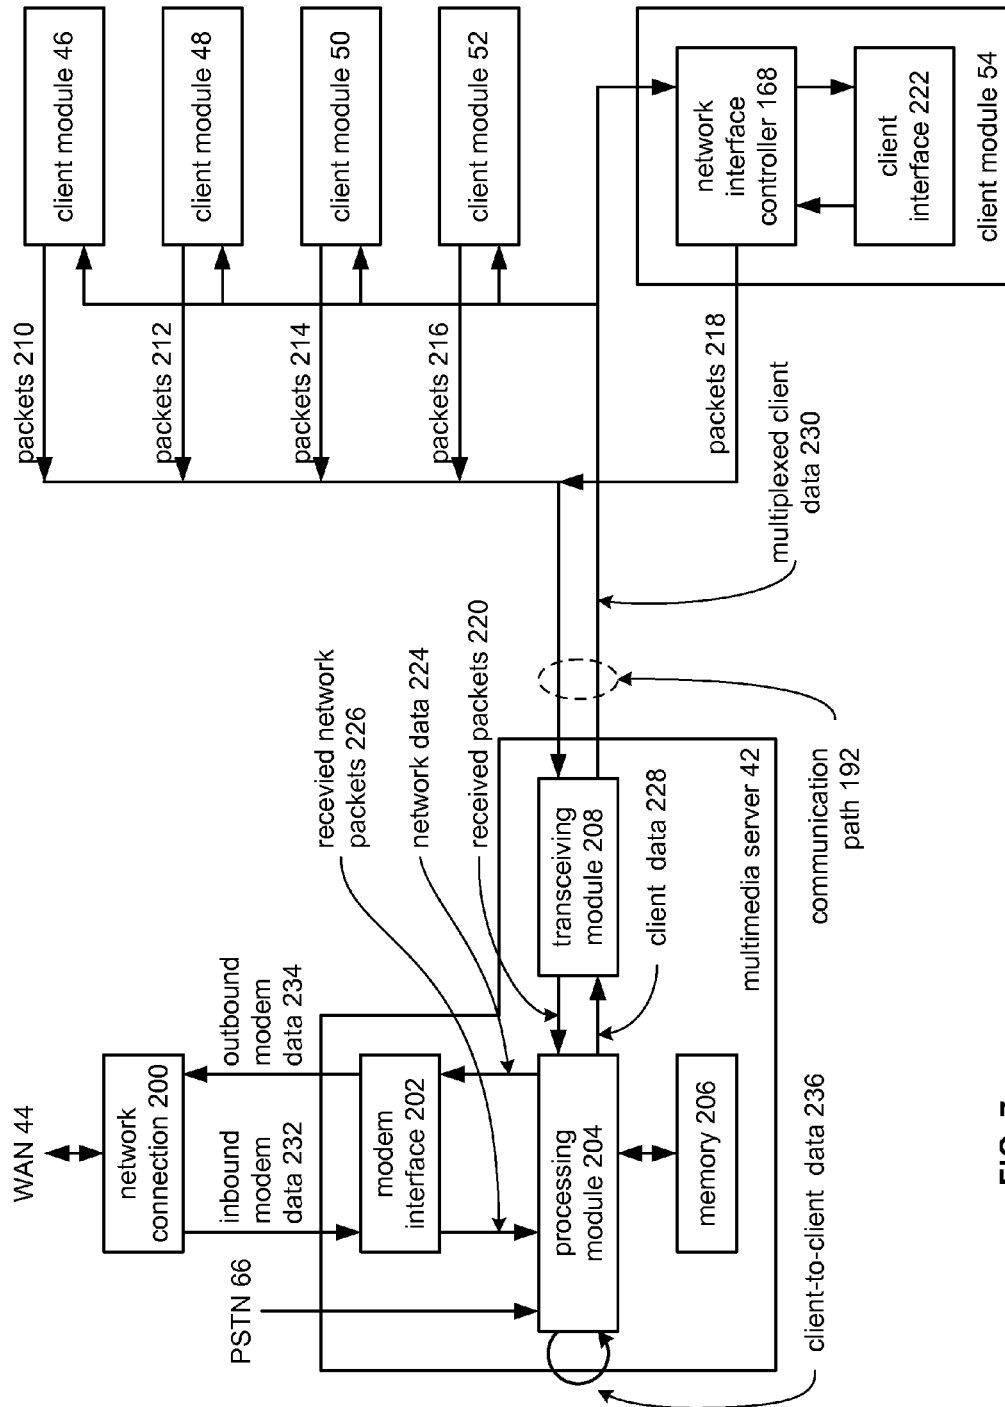 WAN 44
network
connection 200
inbound
modem
data 232
outbound
modem
data 234
PSTN 66
modem
interface 202
recevied network
packets 226
network data 224
received packets 220
processing
module 204
transceiving
module 208
client data 228
memory 206
multimedia server 42
client-to-client data 236
communication
path 192
multiplexed client
data 230
packets 210
packets 212
packets 214
packets 216
packets 218
client module 46
client module 48
client module 50
client module 52
network
interface
controller 168
client
interface 222
client module 54
FIG. 7